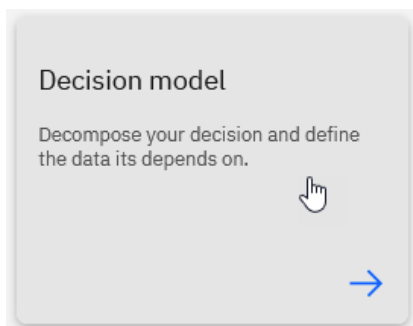 Decision model
Decompose your decision and define
the data its depends on.